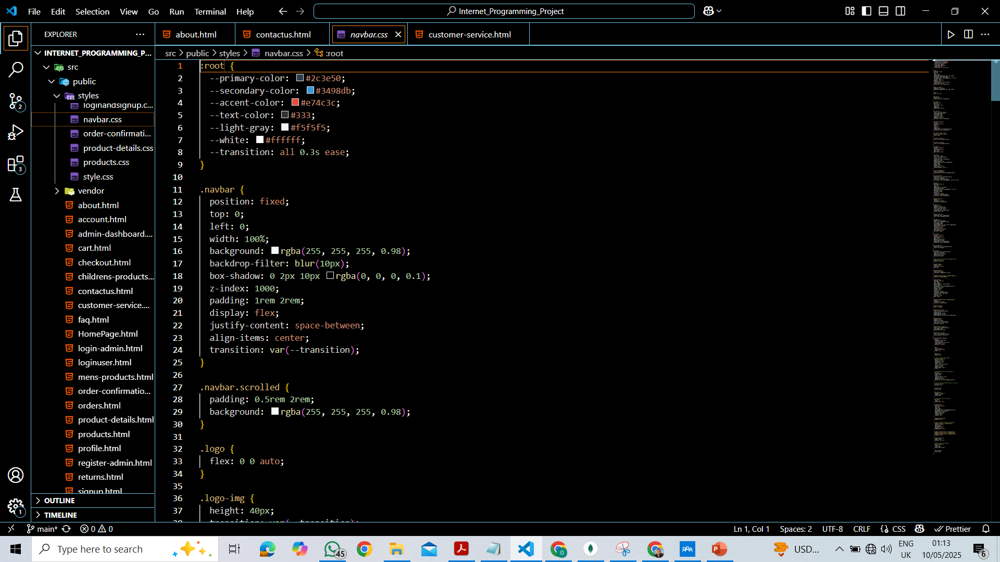 File Edit Selection View Go Run Terminal Help
Internet_Programming_Project
EXPLORER
INTERNET_PROGRAMMING_P...
src
public
styles
loginandsignup.c...
navbar.css
order-confirmati...
product-details.css
products.css
style.css
vendor
about.html
account.html
admin-dashboard....
cart.html
checkout.html
childrens-products...
contactus.html
customer-service....
faq.html
HomePage.html
login-admin.html
loginuser.html
mens-products.html
order-confirmatio...
orders.html
product-details.html
products.html
profile.html
register-admin.html
returns.html
signup.html
OUTLINE
TIMELINE
2
3
1
about.html contactus.html navbar.css customer-service.html
src > public > styles > navbar.css > :root
1 :root {
2 --primary-color: #2c3e50;
3 --secondary-color: #3498db;
4 --accent-color: #e74c3c;
5 --text-color: #333;
6 --light-gray: #f5f5f5;
7 --white: #ffffff;
8 --transition: all 0.3s ease;
9 }
10
11 .navbar {
12 position: fixed;
13 top: 0;
14 left: 0;
15 width: 100%;
16 background: rgba(255, 255, 255, 0.98);
17 backdrop-filter: blur(10px);
18 box-shadow: 0 2px 10px rgba(0, 0, 0, 0.1);
19 z-index: 1000;
20 padding: 1rem 2rem;
21 display: flex;
22 justify-content: space-between;
23 align-items: center;
24 transition: var(--transition);
25 }
26
27 .navbar.scrolled {
28 padding: 0.5rem 2rem;
29 background: rgba(255, 255, 255, 0.98);
30 }
31
32 .logo {
33 flex: 0 0 auto;
34 }
35
36 .logo-img {
37 height: 40px;
38 transition: var(--transition);
main* 0 0
Ln 1, Col 1 Spaces: 2 UTF-8 CRLF CSS Prettier
Type here to search
45
USD...
ENG
UK
01:13
10/05/2025
6